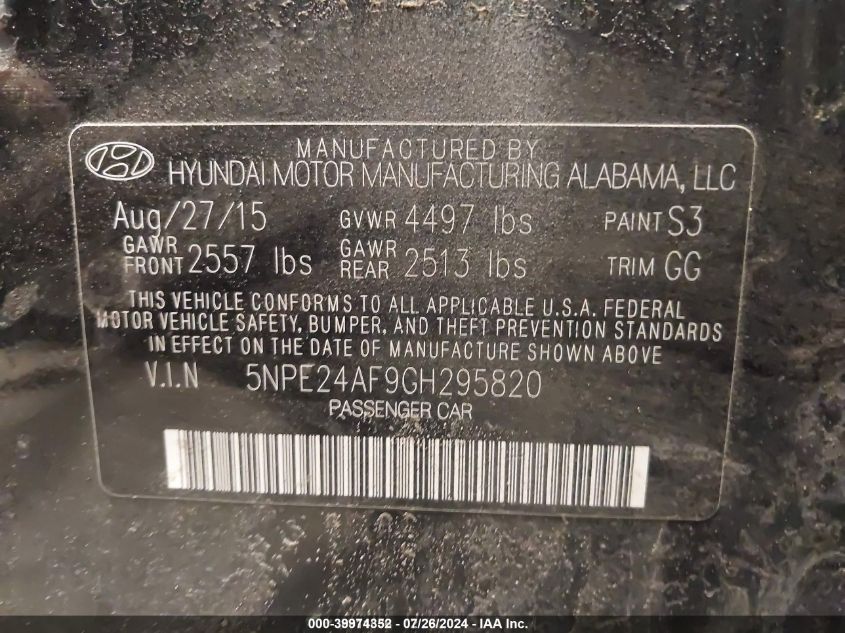 MANUFACTURED BY
HYUNDAI MOTOR MANUFACTURING ALABAMA, LLC
Aug/27/15 GVWR 4497 lbs PAINT S3
GAWR FRONT 2557 lbs GAWR REAR 2513 lbs TRIM GG
THIS VEHICLE CONFORMS TO ALL APPLICABLE U.S.A. FEDERAL
MOTOR VEHICLE SAFETY, BUMPER, AND THEFT PREVENTION STANDARDS
IN EFFECT ON THE DATE OF MANUFACTURE SHOWN ABOVE
V.I.N 5NPE24AF9GH295820
PASSENGER CAR
000-39974352 - 07/26/2024 - IAA, Inc.